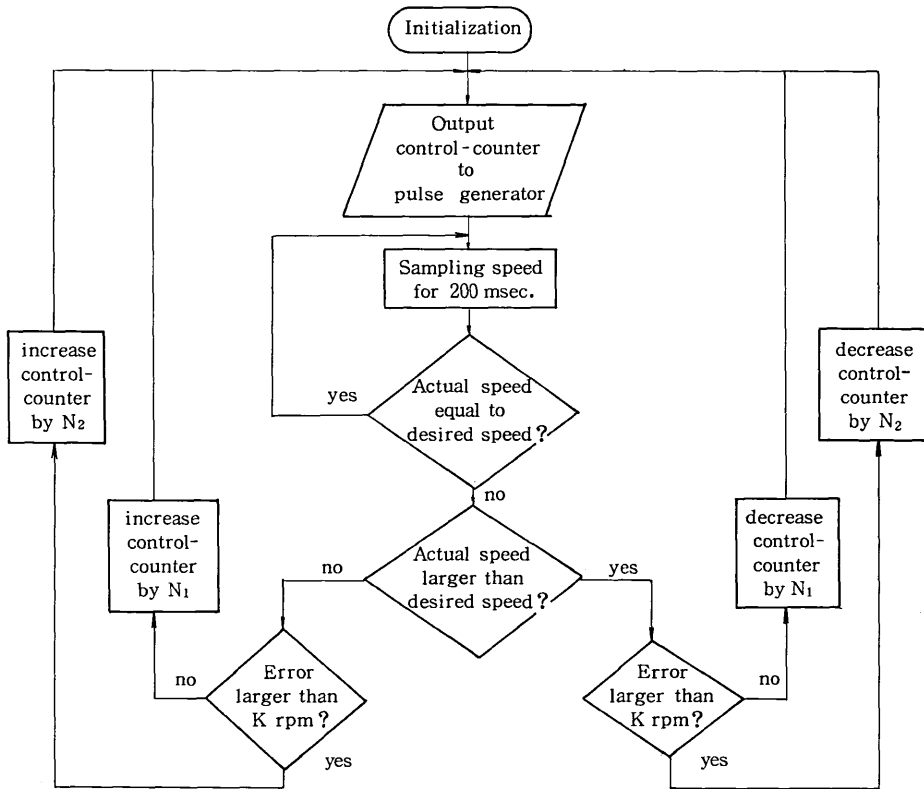 Initialization
Output
control-counter
to
pulse generator
Sampling speed
for 200 msec.
Actual speed
equal to
desired speed?
yes
no
increase
control-
counter
by N2
decrease
control-
counter
by N2
increase
control-
counter
by N1
decrease
control-
counter
by N1
Actual speed
larger than
desired speed?
no
yes
Error
larger than
K rpm?
no
yes
Error
larger than
K rpm?
no
yes